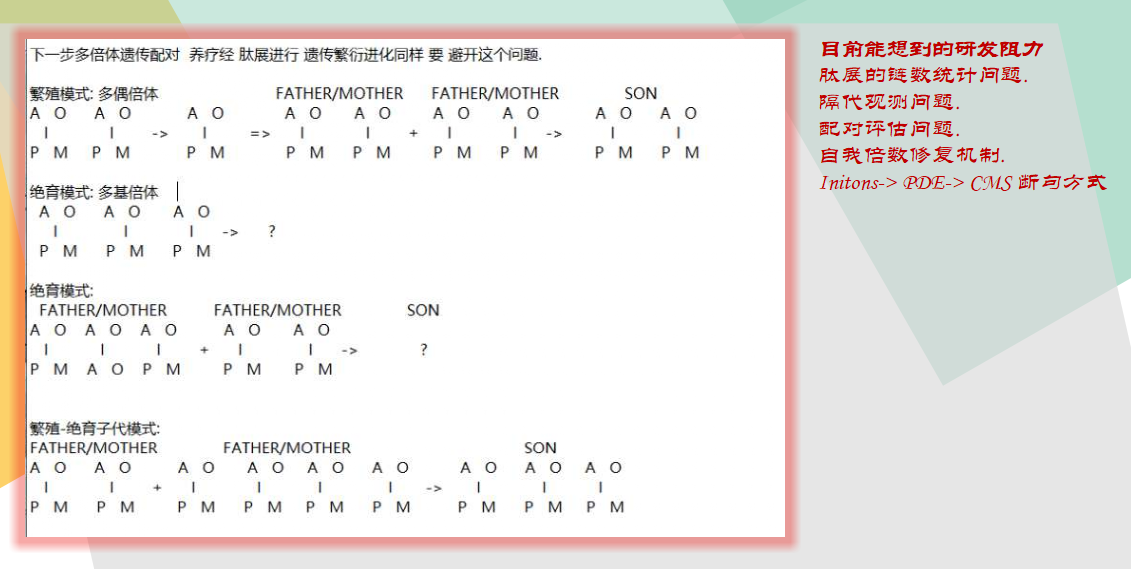 下一步多倍体遗传配对 养疗经 肽展进行 遗传繁衍进化同样 要 避开这个问题.
繁殖模式: 多偶倍体 FATHER/MOTHER FATHER/MOTHER SON
A O A O A O A O A O A O A O A O A O
| | -> | => | | + | | -> | |
P M P M P M P M P M P M P M P M P M
绝育模式: 多基倍体
A O A O A O
| | | -> ?
P M P M P M
绝育模式:
FATHER/MOTHER FATHER/MOTHER SON
A O A O A O A O A O
| | | + | | -> ?
P M A O P M P M P M
繁殖-绝育子代模式:
FATHER/MOTHER FATHER/MOTHER SON
A O A O A O A O A O A O A O A O A O
| | + | | | | -> | | |
P M P M P M P M P M P M P M P M P M
目前能想到的研发阻力
肽展的链数统计问题.
隔代观测问题.
配对评估问题.
自我倍数修复机制.
Initons-> PDE-> CMS 断句方式